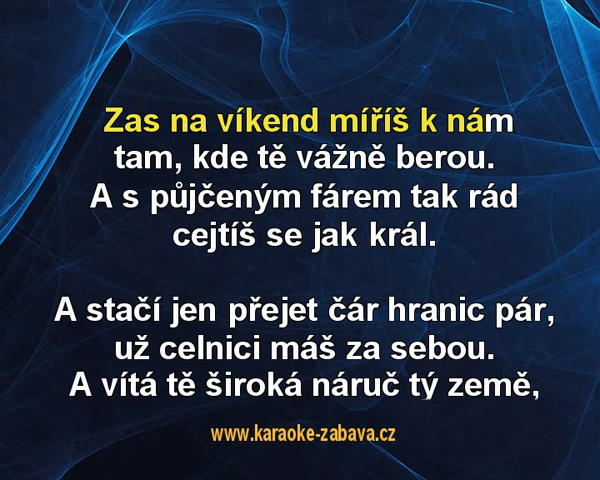 Zas na víkend míříš k nám
tam, kde tě vážně berou.
A s půjčeným fárem tak rád
cejtíš se jak král.
A stačí jen přejet čár hranic pár,
už celnici máš za sebou.
A vítá tě široká náruč tý země,
www.karaoke-zabava.cz